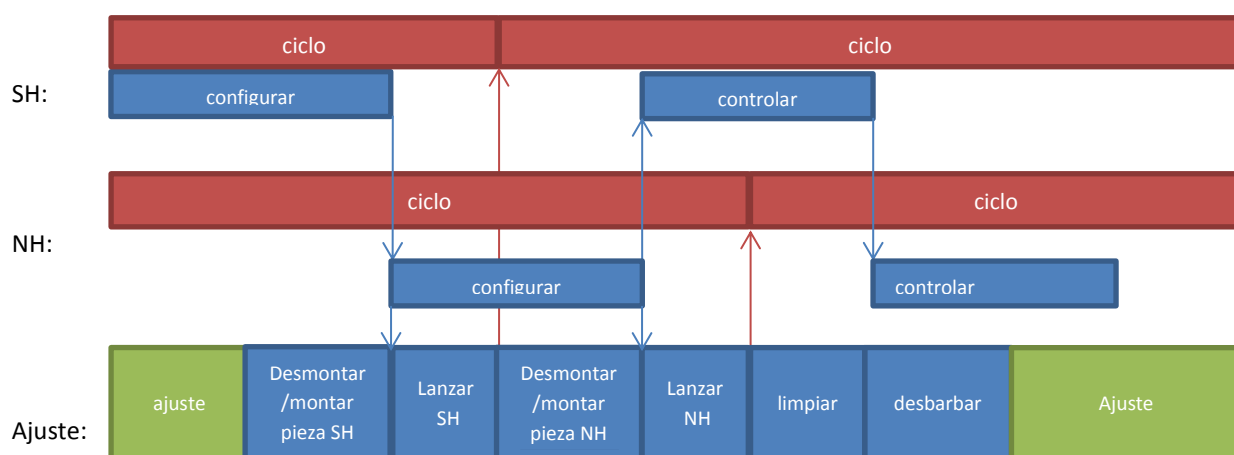 ciclo ciclo
SH:
configurar controlar
ciclo ciclo
NH:
configurar controlar
Ajuste:
ajuste
Desmontar
/montar
pieza SH
Lanzar
SH
Desmontar
/montar
pieza NH
Lanzar
NH
limpiar
desbarbar
Ajuste